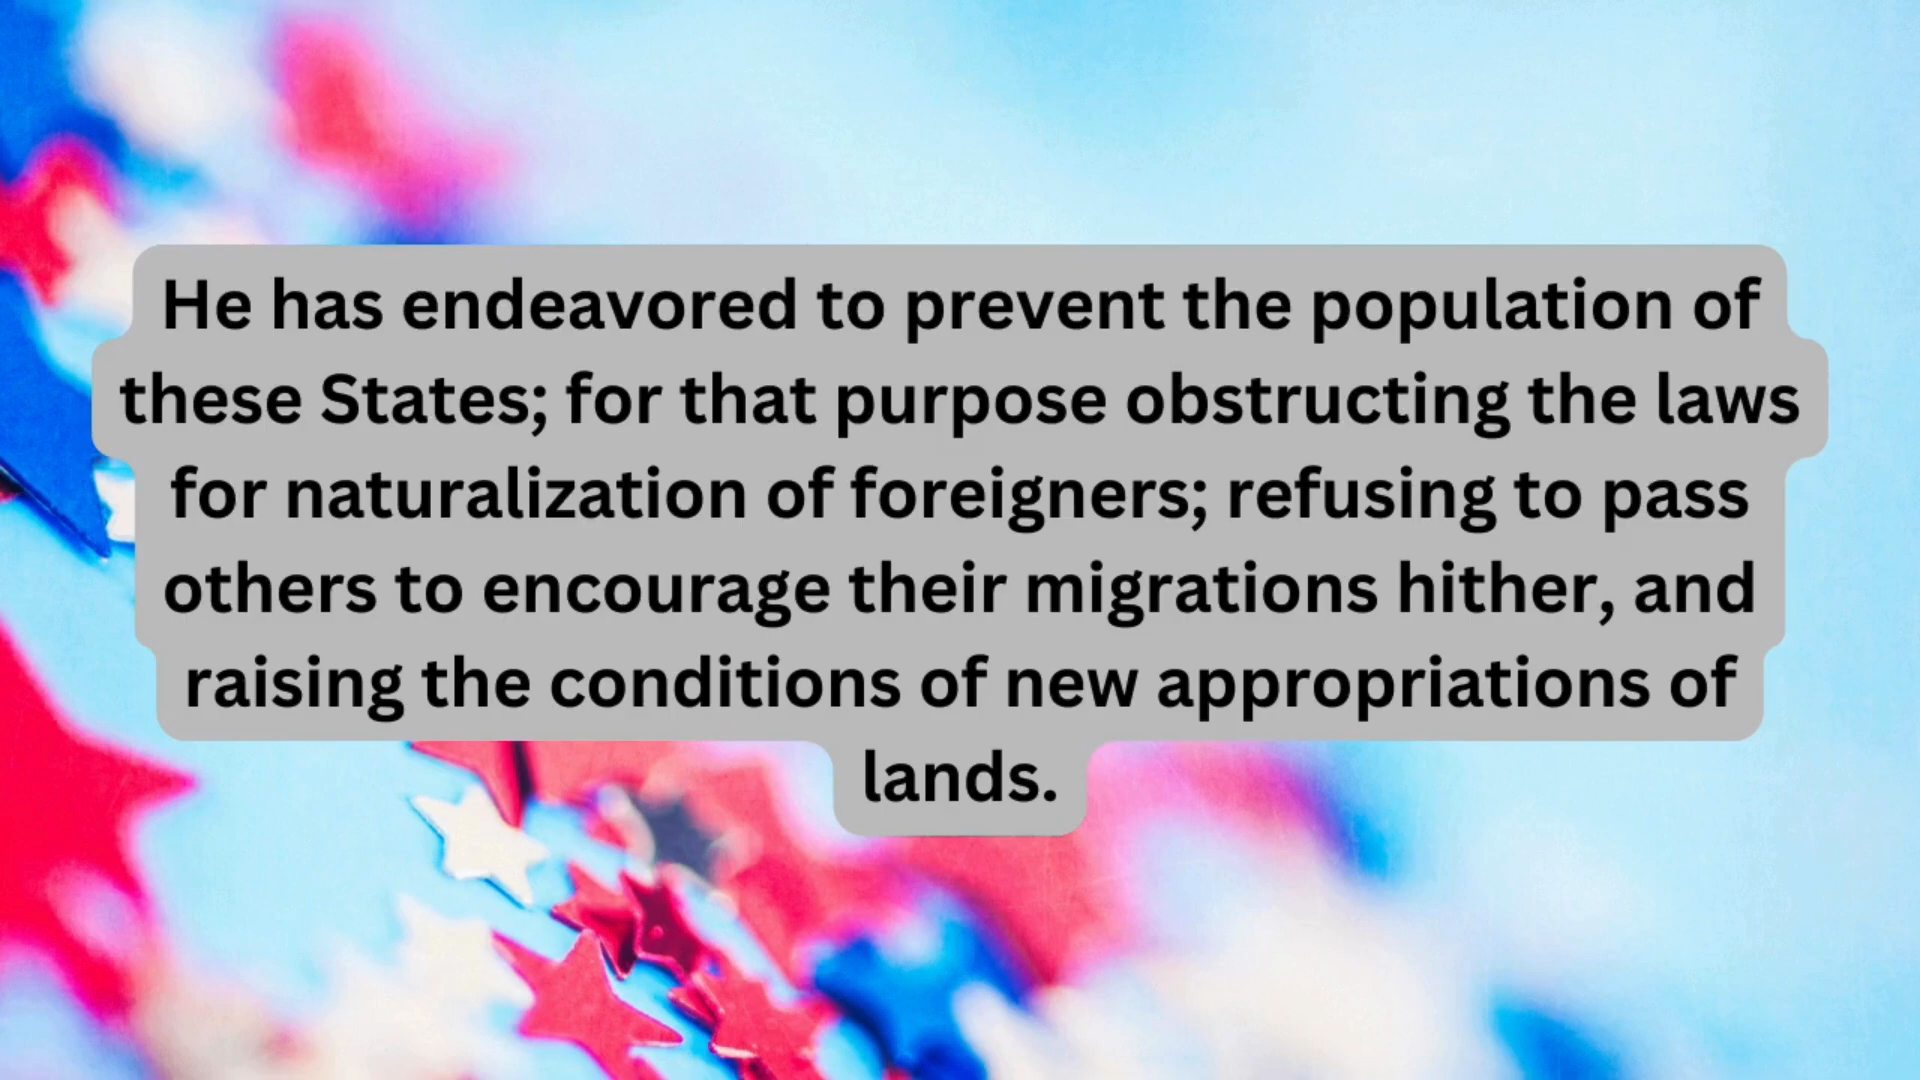 He has endeavored to prevent the population of
these States; for that purpose obstructing the laws
for naturalization of foreigners; refusing to pass
others to encourage their migrations hither, and
raising the conditions of new appropriations of
lands.